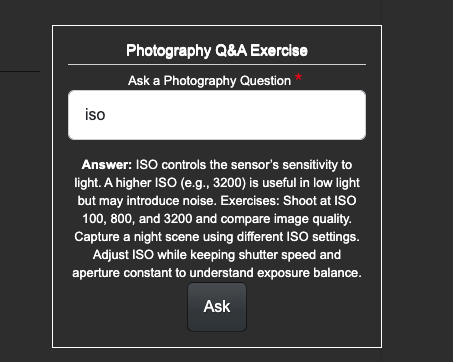 Photography Q&A Exercise
Ask a Photography Question *
iso
Answer: ISO controls the sensor's sensitivity to
light. A higher ISO (e.g., 3200) is useful in low light
but may introduce noise. Exercises: Shoot at ISO
100, 800, and 3200 and compare image quality.
Capture a night scene using different ISO settings.
Adjust ISO while keeping shutter speed and
aperture constant to understand exposure balance.
Ask